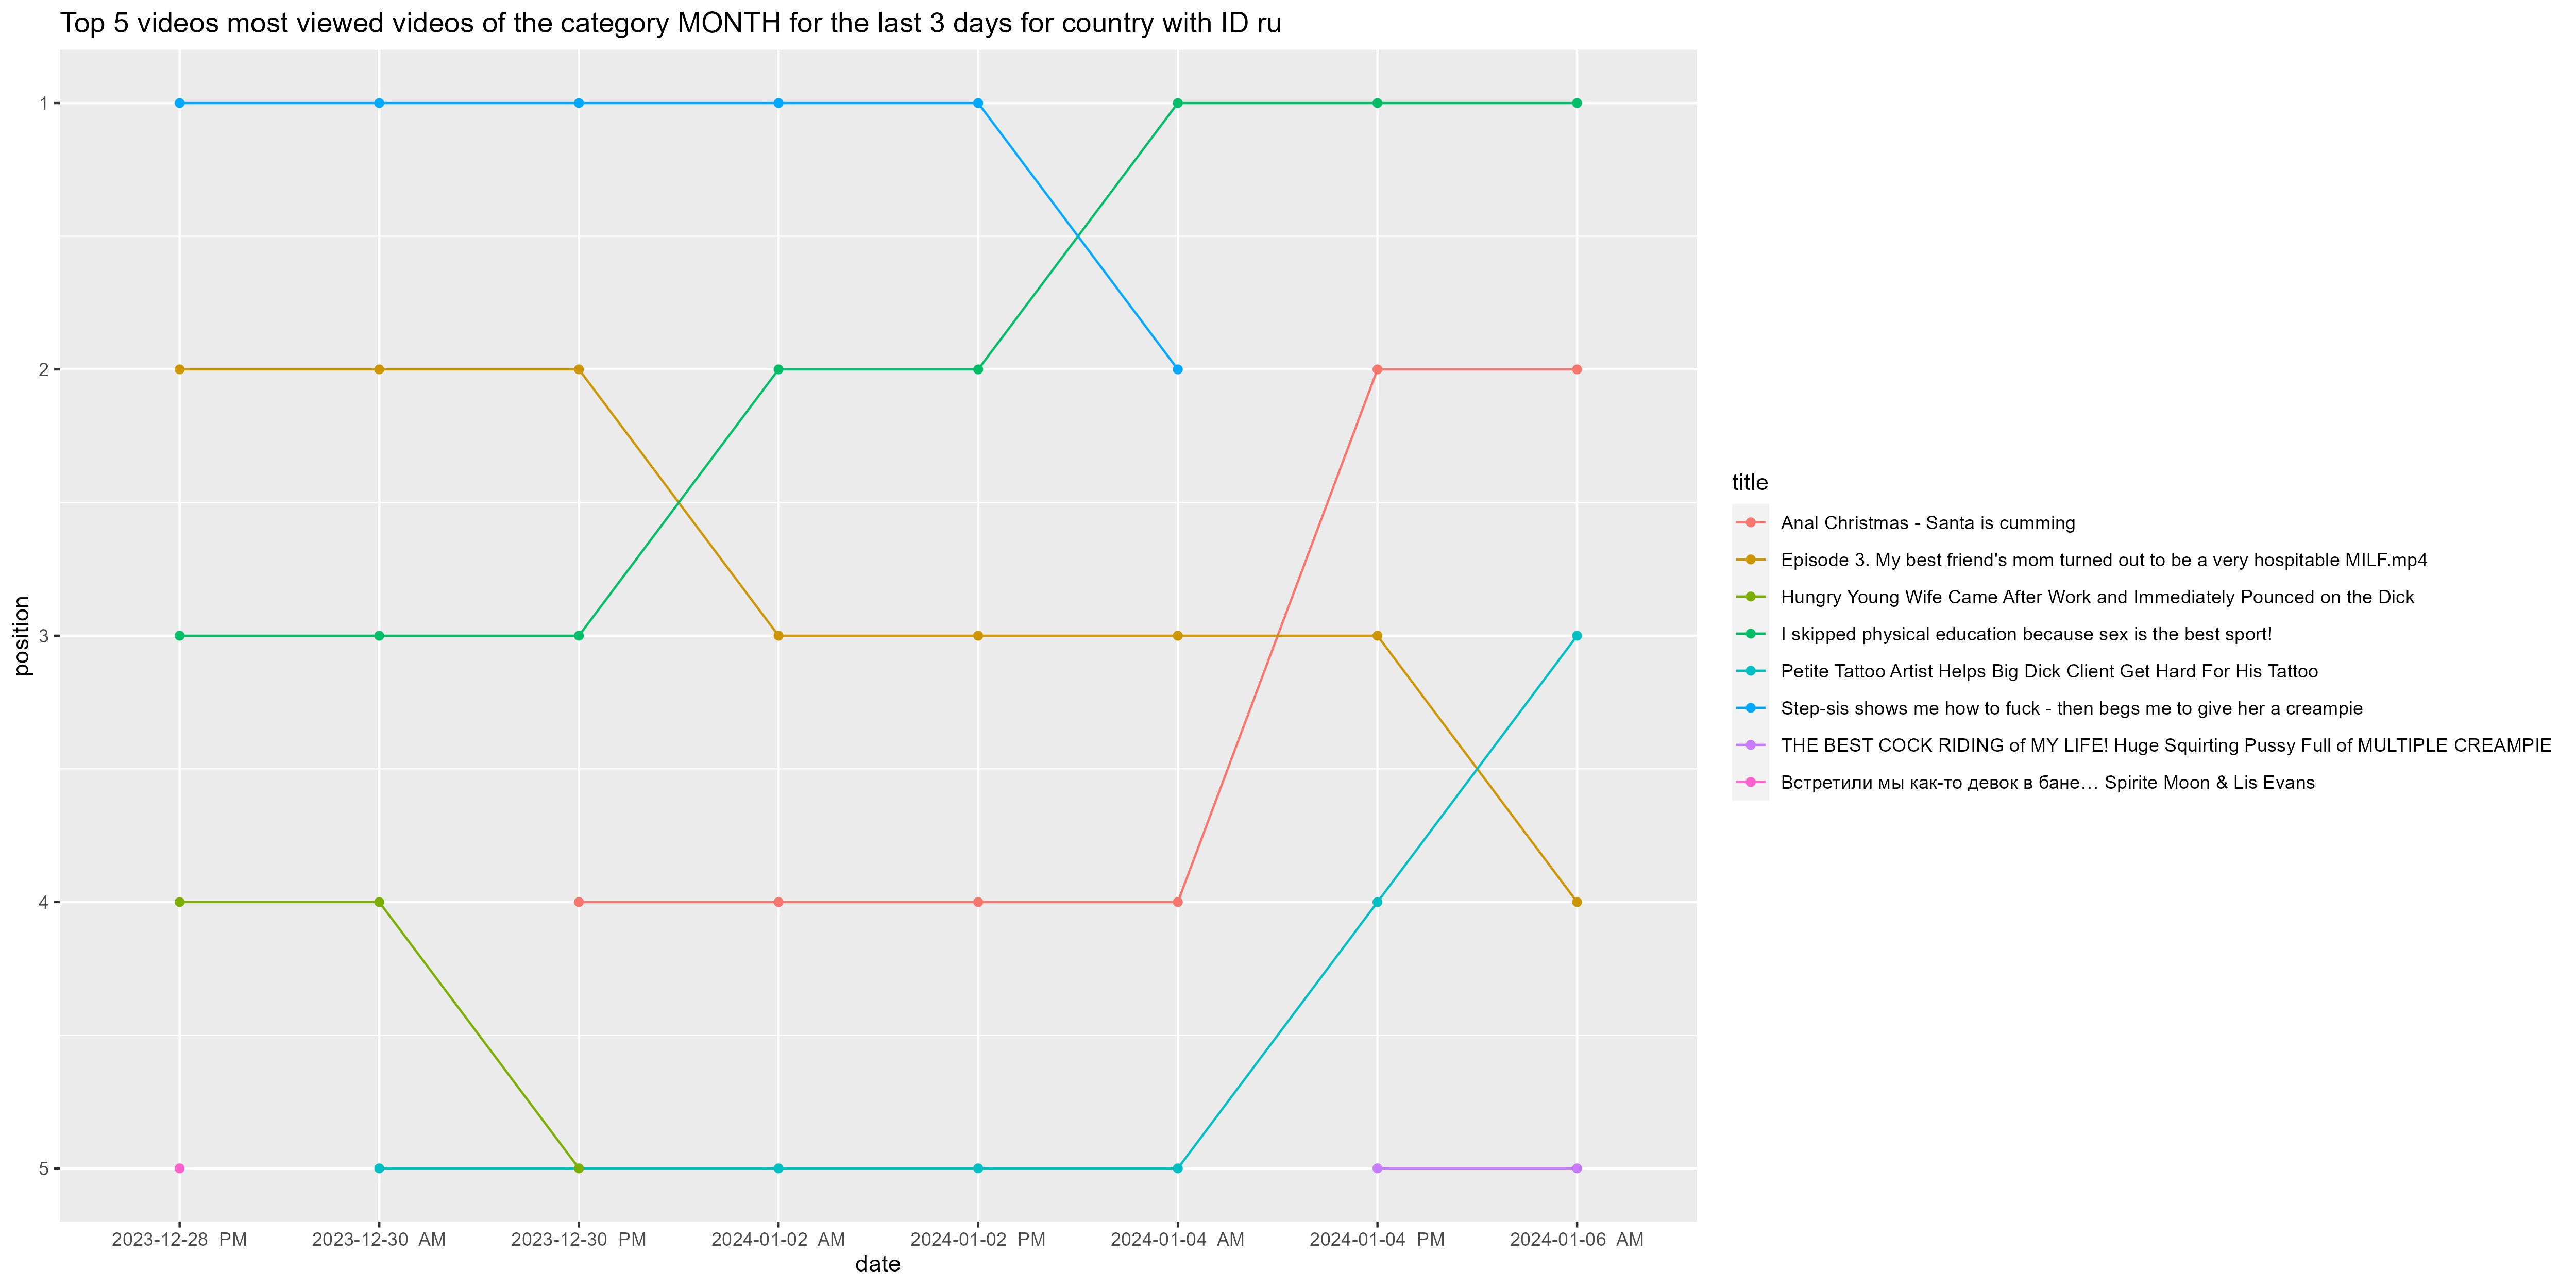 Top 5 videos most viewed videos of the category MONTH for the last 3 days for country with ID ru
position
1
2
3
4
5
2023-12-28 PM
2023-12-30 AM
2023-12-30 PM
2024-01-02 AM
2024-01-02 PM
2024-01-04 AM
2024-01-04 PM
2024-01-06 AM
date
title
Anal Christmas - Santa is cumming
Episode 3. My best friend's mom turned out to be a very hospitable MILF.mp4
Hungry Young Wife Came After Work and Immediately Pounced on the Dick
I skipped physical education because sex is the best sport!
Petite Tattoo Artist Helps Big Dick Client Get Hard For His Tattoo
Step-sis shows me how to fuck - then begs me to give her a creampie
THE BEST COCK RIDING of MY LIFE! Huge Squirting Pussy Full of MULTIPLE CREAMPIE
Встретили мы как-то девок в бане… Spirite Moon & Lis Evans